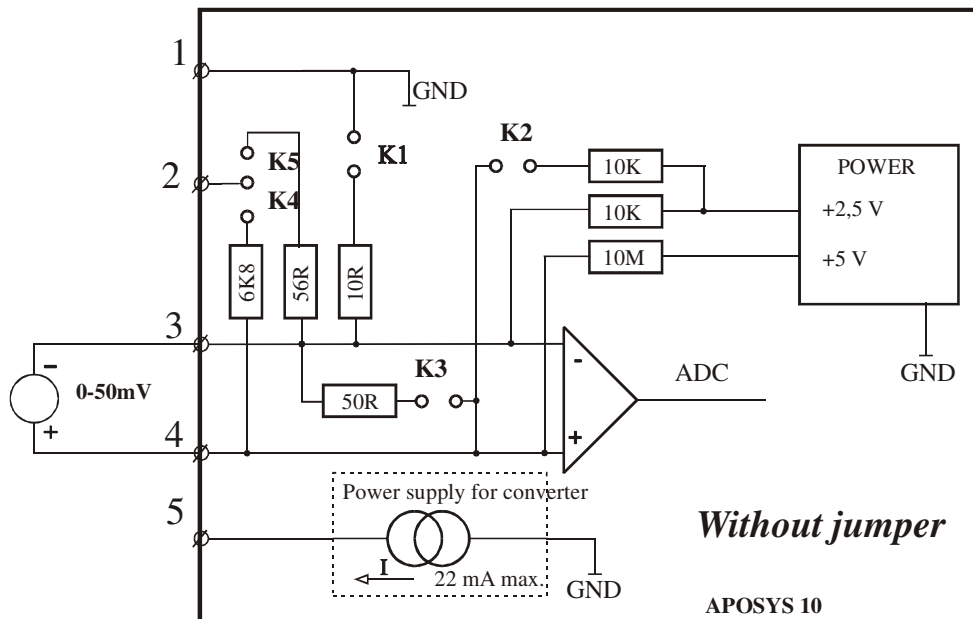 1
GND
K2
K5
K1
10K
POWER
2
K4
10K
+2,5 V
6K8
56R
10R
10M
+5 V
3
-
-
K3
ADC
GND
0-50mV
50R
+
+
4
Power supply for converter
5
Without jumper
I
22 mA max.
GND
APOSYS 10